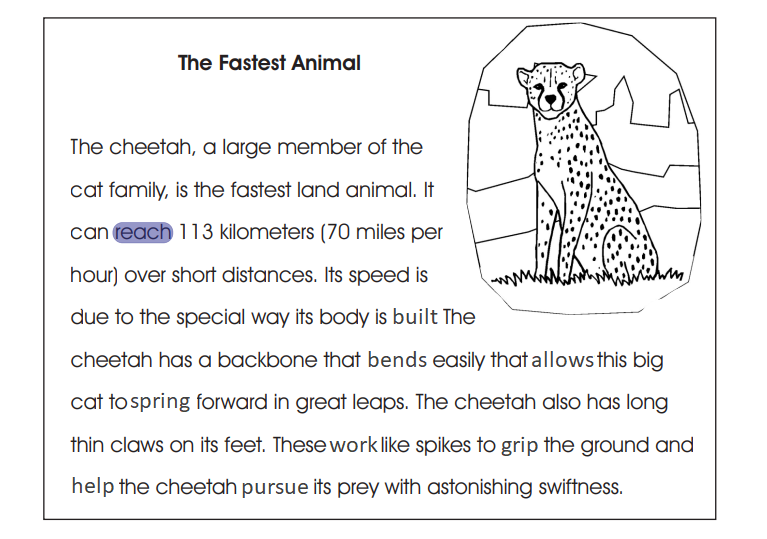 The Fastest Animal
The cheetah, a large member of the
cat family, is the fastest land animal. It
can reach 113 kilometers (70 miles per
hour) over short distances. Its speed is
due to the special way its body is built The
cheetah has a backbone that bends easily that allows this big
cat to spring forward in great leaps. The cheetah also has long
thin claws on its feet. These work like spikes to grip the ground and
help the cheetah pursue its prey with astonishing swiftness.